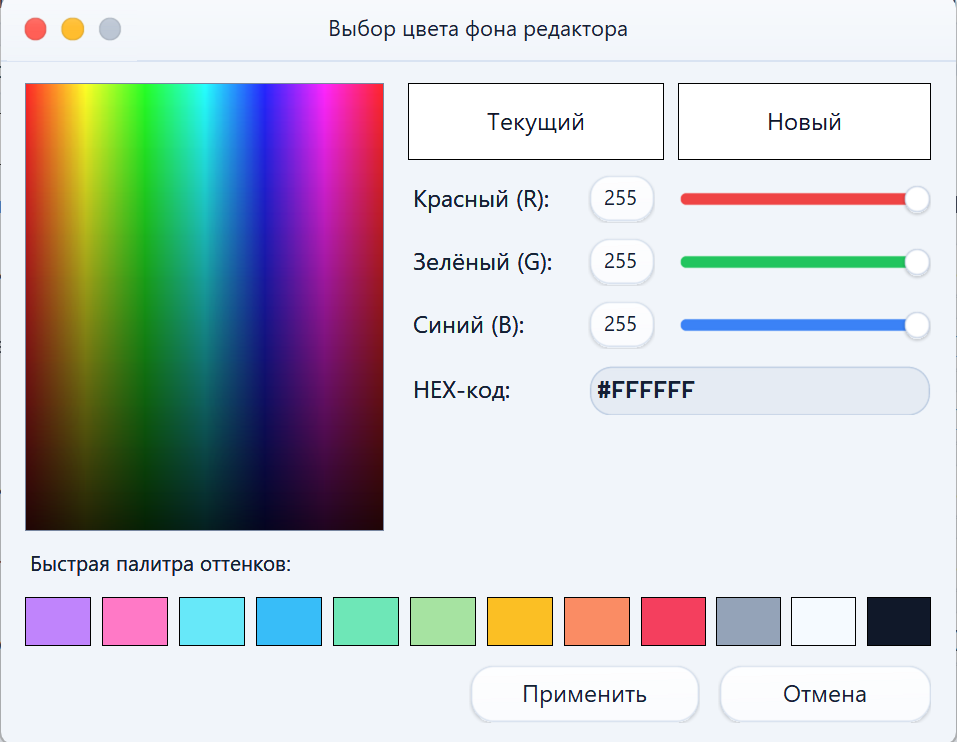 Выбор цвета фона редактора
Текущий
Новый
Красный (R): 255
Зелёный (G): 255
Синий (B): 255
HEX-код: #FFFFFF
Быстрая палитра оттенков:
Применить
Отмена